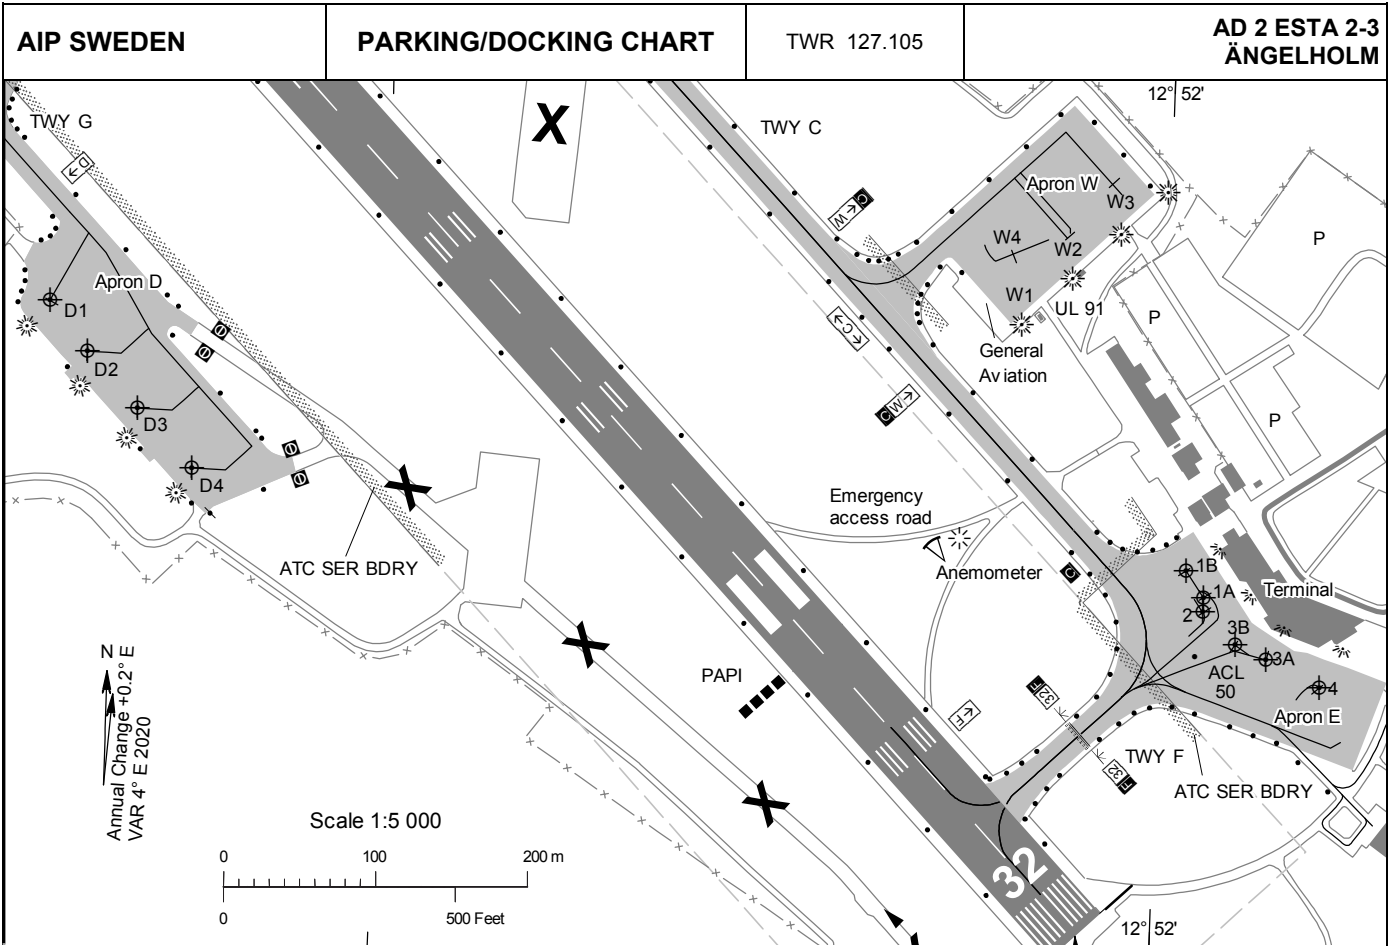 AIP SWEDEN
PARKING/DOCKING CHART
TWR 127.105
AD 2 ESTA 2-3
ÄNGELHOLM
12° 52'
TWY G
TWY C
X
D
Apron W
W3
C
W
W4
W2
P
Apron D
D1
W1
UL 91
P
C
D2
General
Aviation
D3
C
W
P
D4
Emergency
access road
ATC SER BDRY
Anemometer
C
1B
1A
Terminal
2
3B
3A
N
PAPI
ACL
50
4
32
F
F
Apron E
Annual Change +0.2° E
VAR 4° E 2020
TWY F
32
F
ATC SER BDRY
Scale 1:5 000
0 100 200 m
0 500 Feet
32
12° 52'